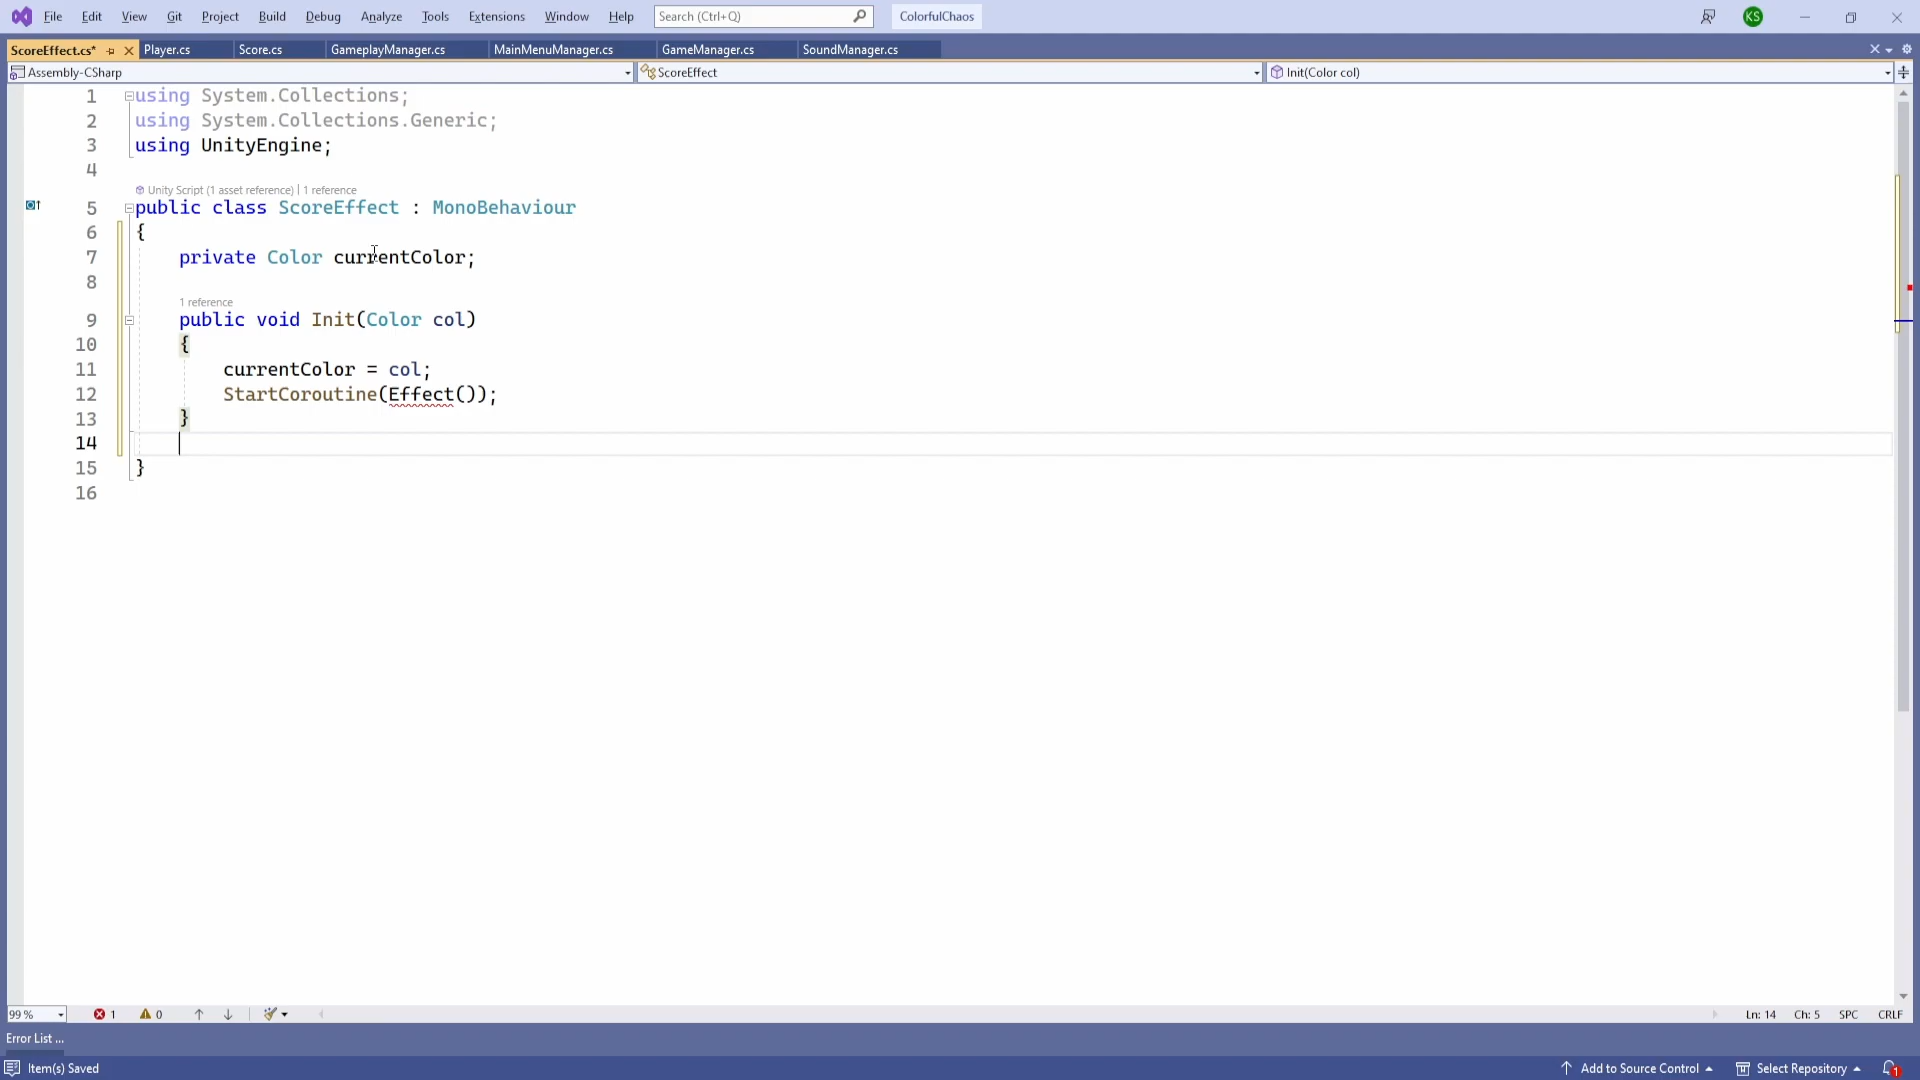 File Edit View Git Project Build Debug Analyze Tools Extensions Window Help Search (Ctrl+Q) ColorfulChaos KS
ScoreEffect.cs* Player.cs Score.cs GameplayManager.cs MainMenuManager.cs GameManager.cs SoundManager.cs
Assembly-CSharp ScoreEffect Init(Color col)
1 using System.Collections;
2 using System.Collections.Generic;
3 using UnityEngine;
4
Unity Script (1 asset reference) | 1 reference
5 public class ScoreEffect : MonoBehaviour
6 {
7 private Color currentColor;
8
1 reference
9 public void Init(Color col)
10 {
11 currentColor = col;
12 StartCoroutine(Effect());
13 }
14
15 }
16
99 % 1 0 Ln: 14 Ch: 5 SPC CRLF
Error List ...
Item(s) Saved Add to Source Control Select Repository 1